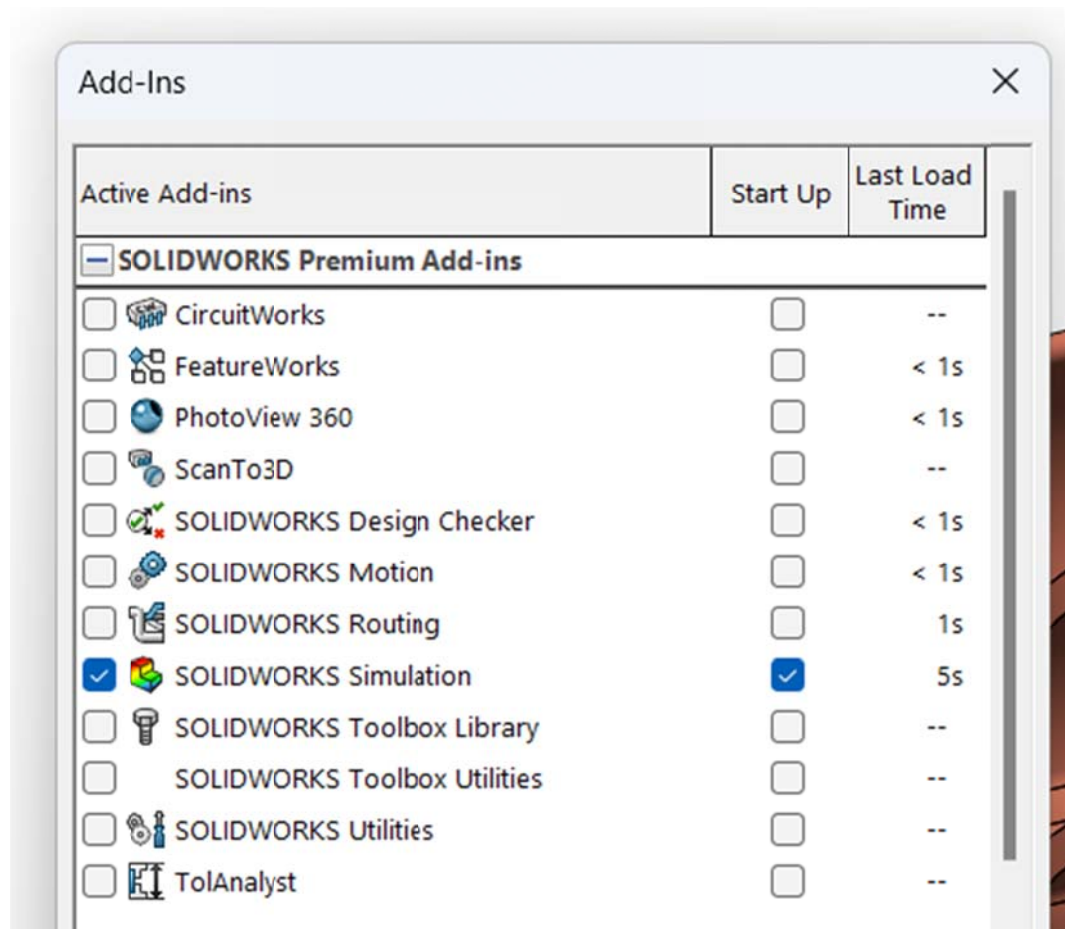 Add-Ins
Active Add-ins Start Up Last Load Time
SOLIDWORKS Premium Add-ins
CircuitWorks --
FeatureWorks < 1s
PhotoView 360 < 1s
ScanTo3D --
SOLIDWORKS Design Checker < 1s
SOLIDWORKS Motion < 1s
SOLIDWORKS Routing 1s
SOLIDWORKS Simulation 5s
SOLIDWORKS Toolbox Library --
SOLIDWORKS Toolbox Utilities --
SOLIDWORKS Utilities --
TolAnalyst --